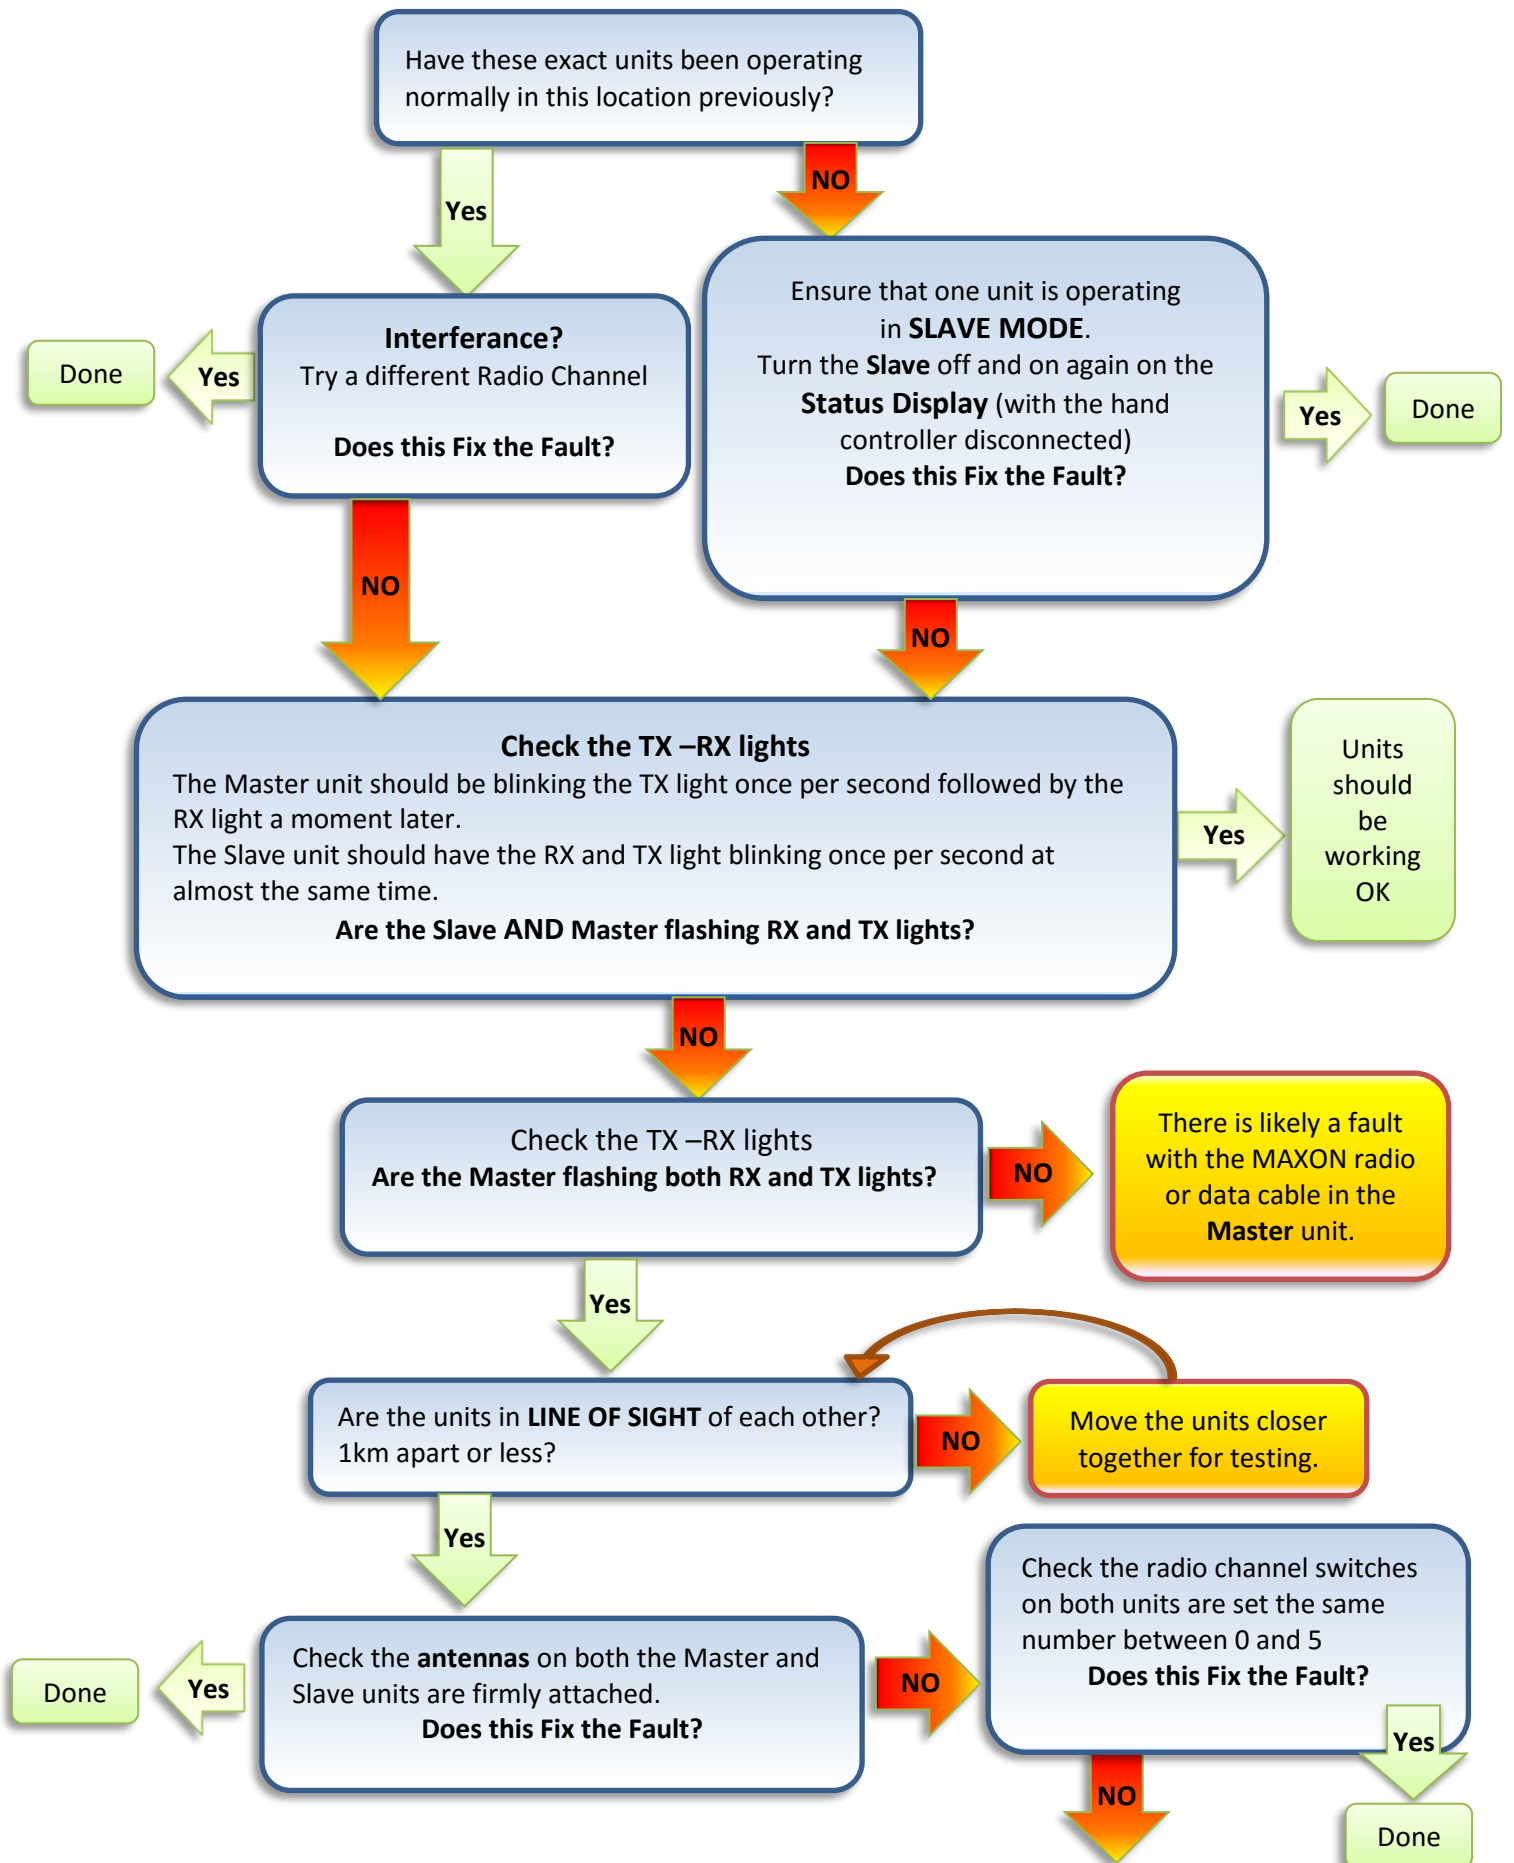 Have these exact units been operating
normally in this location previously?
Yes
NO
Interferance?
Try a different Radio Channel
Does this Fix the Fault?
Yes
Done
Ensure that one unit is operating
in SLAVE MODE.
Turn the Slave off and on again on the
Status Display (with the hand
controller disconnected)
Does this Fix the Fault?
Yes
Done
NO
NO
Check the TX –RX lights
The Master unit should be blinking the TX light once per second followed by the
RX light a moment later.
The Slave unit should have the RX and TX light blinking once per second at
almost the same time.
Are the Slave AND Master flashing RX and TX lights?
Yes
Units
should
be
working
OK
NO
Check the TX –RX lights
Are the Master flashing both RX and TX lights?
NO
There is likely a fault
with the MAXON radio
or data cable in the
Master unit.
Yes
Are the units in LINE OF SIGHT of each other?
1km apart or less?
NO
Move the units closer
together for testing.
Yes
Check the antennas on both the Master and
Slave units are firmly attached.
Does this Fix the Fault?
Yes
Done
NO
Check the radio channel switches
on both units are set the same
number between 0 and 5
Does this Fix the Fault?
Yes
Done
NO